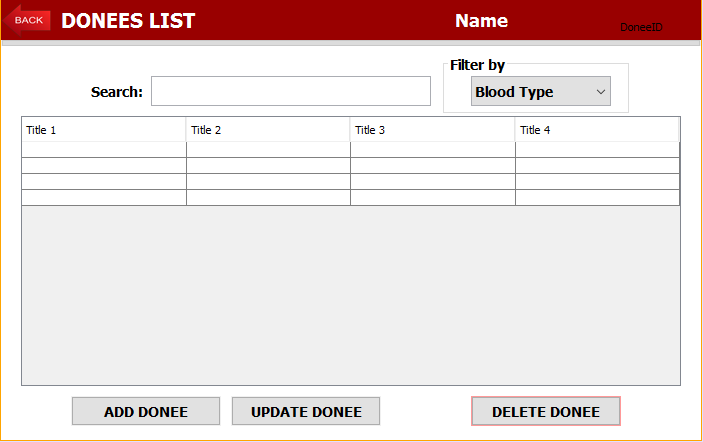 BACK DONEES LIST Name DoneeID
Filter by
Search: Blood Type
Title 1 Title 2 Title 3 Title 4
ADD DONEE UPDATE DONEE DELETE DONEE